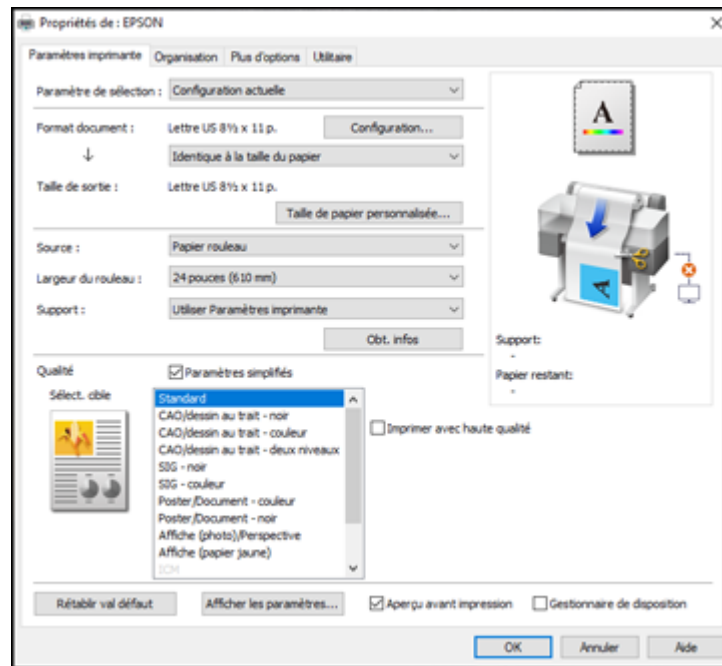 Propriétés de : EPSON
Paramètres imprimante Organisation Plus d'options Utilitaire
Paramètre de sélection : Configuration actuelle
Format document : Lettre US 8½ x 11 p. Configuration...
Identique à la taille du papier
Taille de sortie : Lettre US 8½ x 11 p.
Taille de papier personnalisée...
Source : Papier rouleau
Largeur du rouleau : 24 pouces (610 mm)
Support : Utiliser Paramètres imprimante
Obt. infos
A
A
Support:
-
Papier restant:
-
Qualité Paramètres simplifiés
Sélect. cible
Standard
CAO/dessin au trait - noir
CAO/dessin au trait - couleur
CAO/dessin au trait - deux niveaux
SIG - noir
SIG - couleur
Poster/Document - couleur
Poster/Document - noir
Affiche (photo)/Perspective
Affiche (papier jaune)
ICM
Imprimer avec haute qualité
Rétablir val défaut Afficher les paramètres... Aperçu avant impression Gestionnaire de disposition
OK Annuler Aide